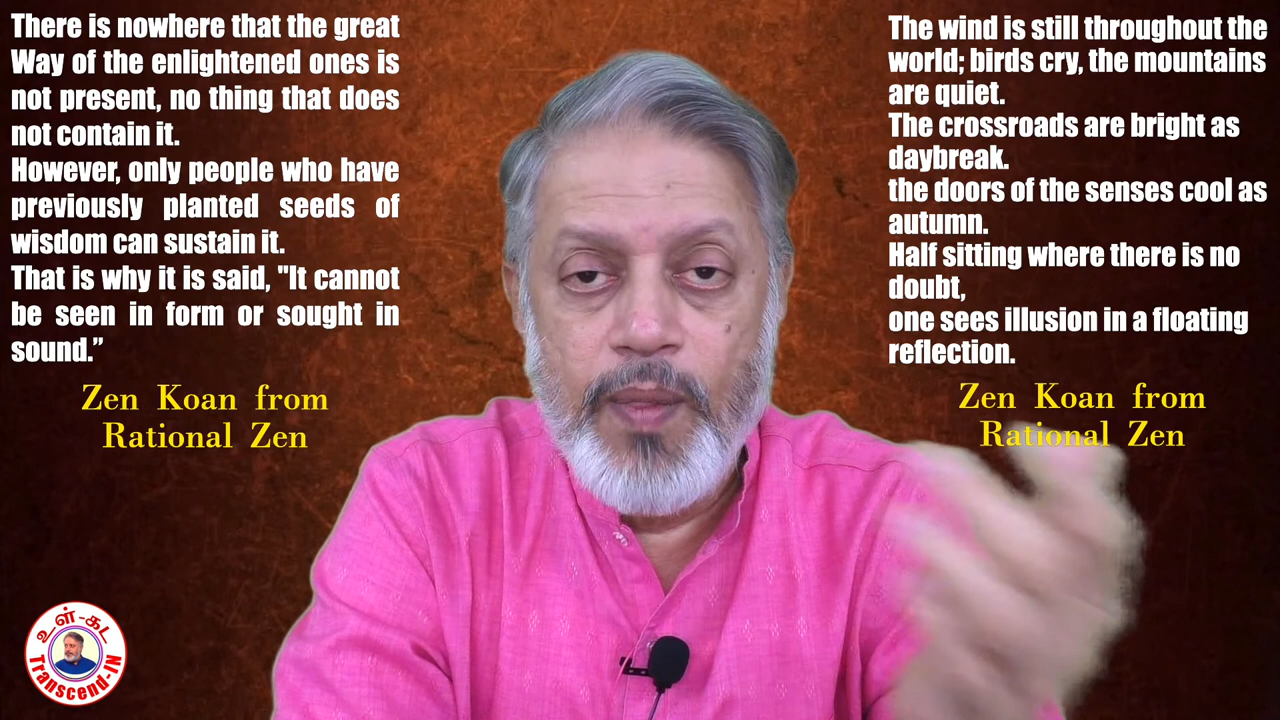 There is nowhere that the great
Way of the enlightened ones is
not present, no thing that does
not contain it.
However, only people who have
previously planted seeds of
wisdom can sustain it.
That is why it is said, "It cannot
be seen in form or sought in
sound.”
Zen Koan from
Rational Zen
The wind is still throughout the
world; birds cry, the mountains
are quiet.
The crossroads are bright as
daybreak.
the doors of the senses cool as
autumn.
Half sitting where there is no
doubt,
one sees illusion in a floating
reflection.
Zen Koan from
Rational Zen
உள்-கட
Transcend-IN